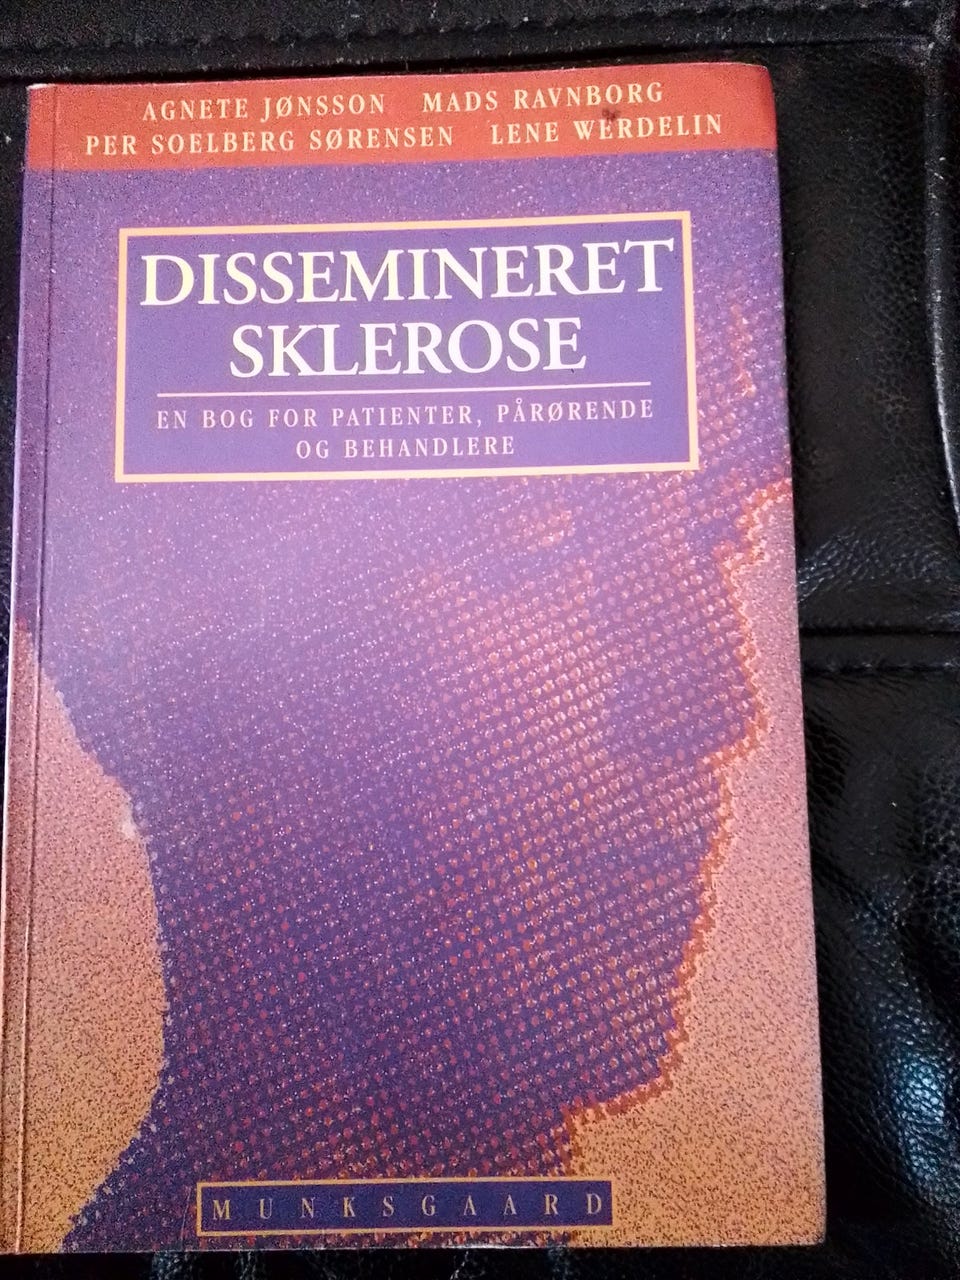 AGNETE JØNSSON MADS RAVNBORG
PER SOELBERG SØRENSEN LENE WERDELIN
DISSEMINERET
SKLEROSE
EN BOG FOR PATIENTER, PÅRØRENDE
OG BEHANDLERE
MUNKSGAARD